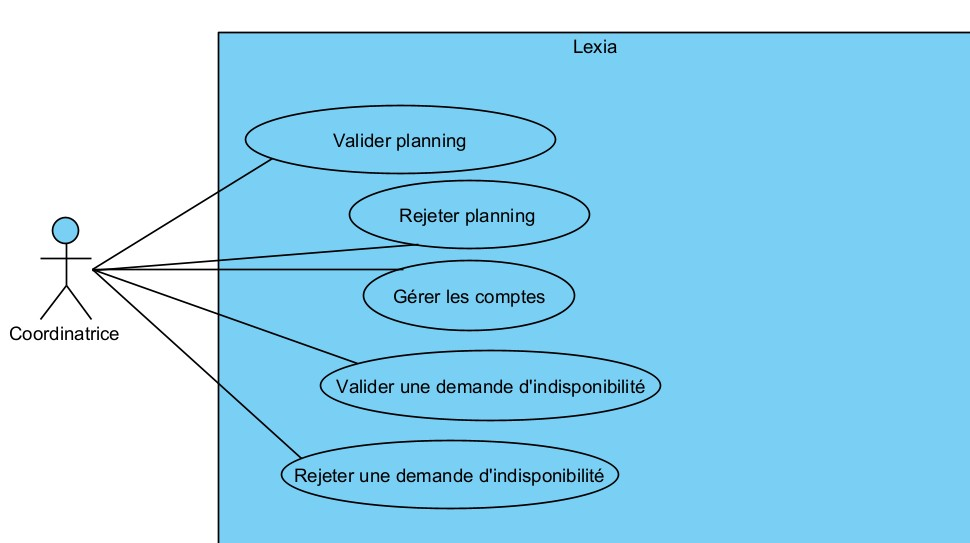 Lexia
Valider planning
Rejeter planning
Gérer les comptes
Coordinatrice
Valider une demande d'indisponibilité
Rejeter une demande d'indisponibilité